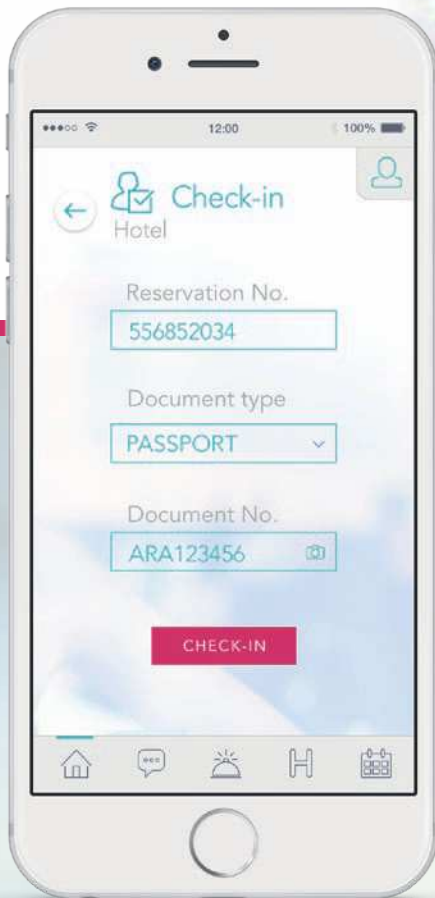 12:00
100%
Check-in
Hotel
Reservation No.
556852034
Document type
PASSPORT
Document No.
ARA123456
CHECK-IN
H